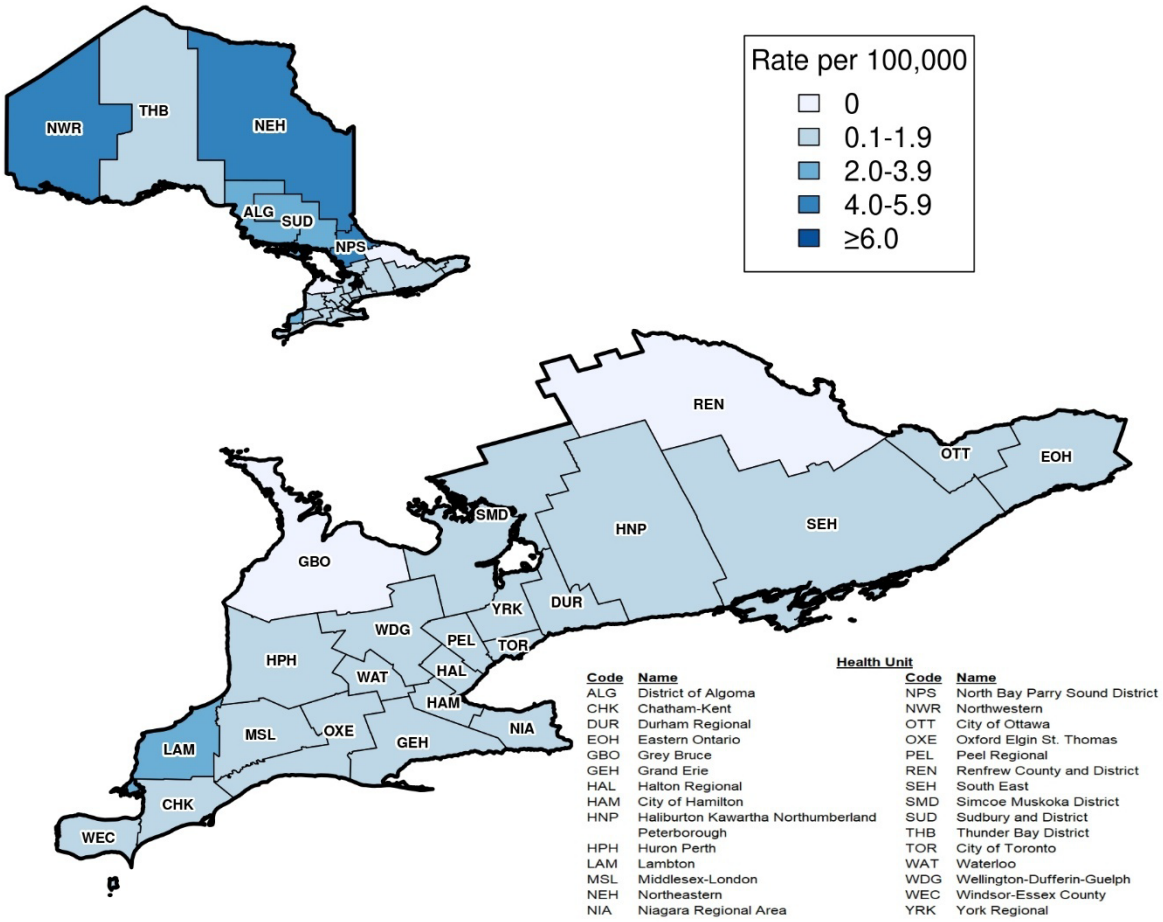 Rate per 100,000
0
0.1-1.9
2.0-3.9
4.0-5.9
≥6.0
NWR
THB
NEH
ALG
SUD
NPS
REN
OTT
EOH
SMD
HNP
SEH
GBO
YRK
DUR
WDG
PEL
TOR
HPH
WAT
HAL
HAM
LAM
MSL
OXE
GEH
NIA
CHK
WEC
Health Unit
Code Name
ALG District of Algoma
CHK Chatham-Kent
DUR Durham Regional
EOH Eastern Ontario
GBO Grey Bruce
GEH Grand Erie
HAL Halton Regional
HAM City of Hamilton
HNP Haliburton Kawartha Northumberland
Peterborough
HPH Huron Perth
LAM Lambton
MSL Middlesex-London
NEH Northeastern
NIA Niagara Regional Area
Code Name
NPS North Bay Parry Sound District
NWR Northwestern
OTT City of Ottawa
OXE Oxford Elgin St. Thomas
PEL Peel Regional
REN Renfrew County and District
SEH South East
SMD Simcoe Muskoka District
SUD Sudbury and District
THB Thunder Bay District
TOR City of Toronto
WAT Waterloo
WDG Wellington-Dufferin-Guelph
WEC Windsor-Essex County
YRK York Regional